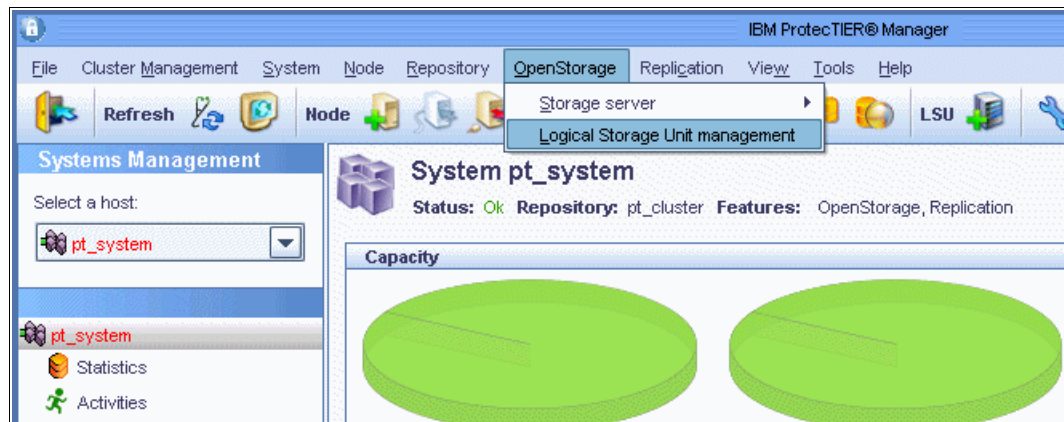 IBM ProtecTIER® Manager
File Cluster Management System Node Repository OpenStorage Replication View Tools Help
Refresh Node LSU
Storage server
Logical Storage Unit management
Systems Management
Select a host:
pt_system
pt_system
Statistics
Activities
System pt_system
Status: Ok Repository: pt_cluster Features: OpenStorage, Replication
Capacity